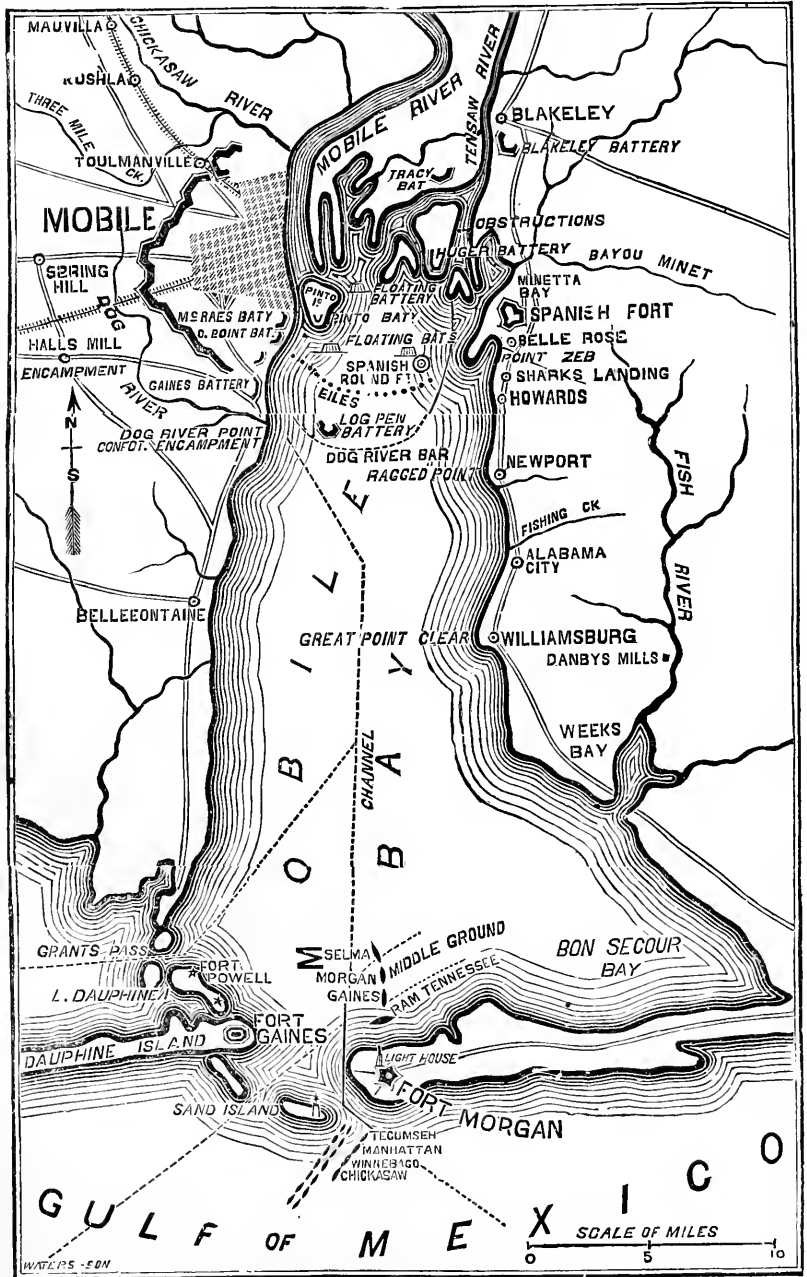 MAUVILLA
CHICKASAW
RIVER
KUSHLA
THREE MILE
CK
TOULMANVILLE
MOBILE
SPRING
HILL
DOG
RIVER
HALLS MILL
ENCAMPMENT
MOBILE RIVER
TENSAW RIVER
BLAKELEY
BLAKELEY BATTERY
TRACY
BAT
OBSTRUCTIONS
HUGER BATTERY
BAYOU MINET
MINETTA
BAY
FLOATING
BATTERY
PINTO
IS
PINTO BATY
SPANISH FORT
MCRAES BATY
C. POINT BAT.
FLOATING BATS
BELLE ROSE
POINT ZEB
SPANISH
ROUND FT
SHARKS LANDING
GAINES BATTERY
HOWARDS
LOG PEN
BATTERY
DOG RIVER POINT
CONFDT. ENCAMPMENT
DOG RIVER BAR
RAGGED POINT
NEWPORT
N
S
FISH
RIVER
FISHING CK
ALABAMA
CITY
BELLEFONTAINE
GREAT POINT CLEAR
WILLIAMSBURG
DANBYS MILLS
WEEKS
BAY
MOBILE
BAY
CHANNEL
GRANTS PASS
FORT
POWELL
L. DAUPHINE I
SELMA
MORGAN
GAINES
MIDDLE GROUND
RAM TENNESSEE
BON SECOUR
BAY
FORT
GAINES
DAUPHINE ISLAND
LIGHT HOUSE
FORT MORGAN
SAND ISLAND
TECUMSEH
MANHATTAN
WINNEBAGO
CHICKASAW
GULF OF MEXICO
SCALE OF MILES
0 5 10